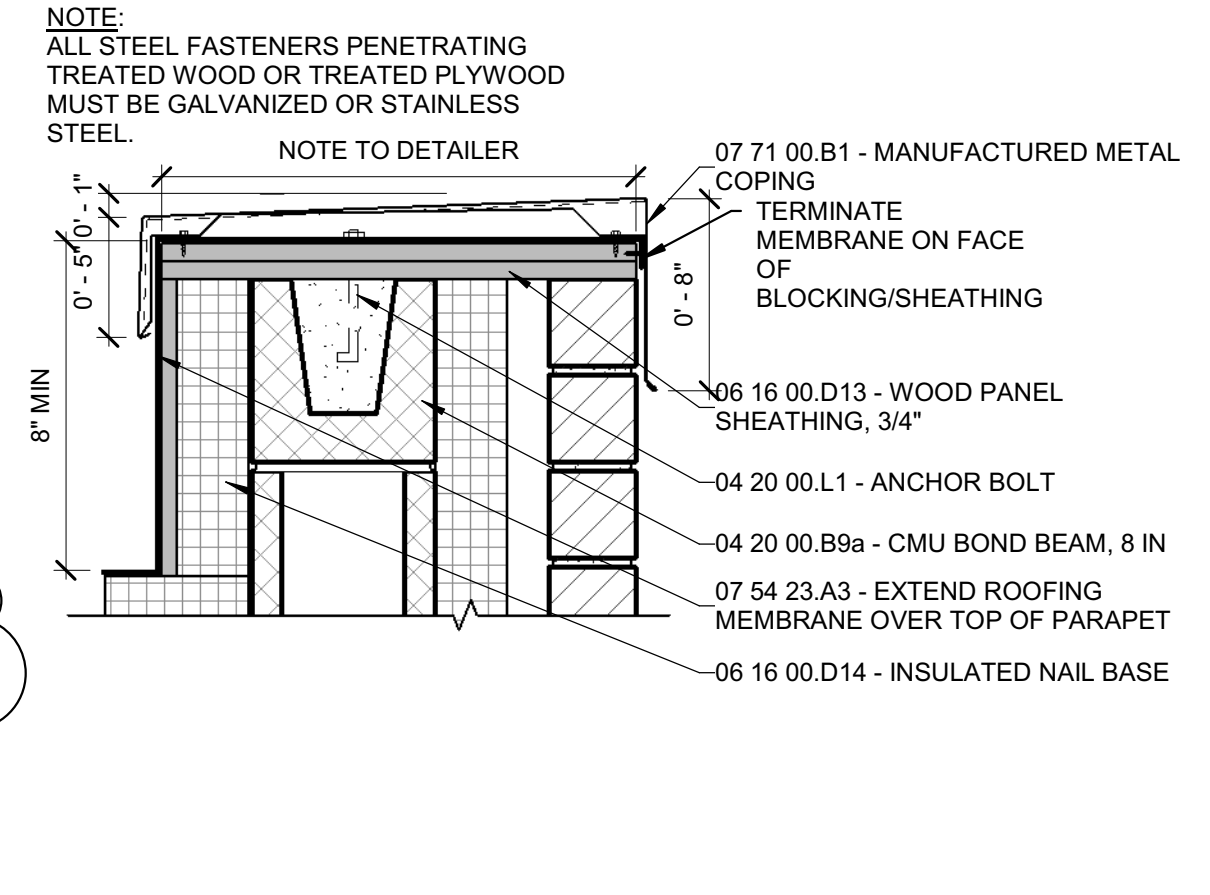 NOTE:
ALL STEEL FASTENERS PENETRATING
TREATED WOOD OR TREATED PLYWOOD
MUST BE GALVANIZED OR STAINLESS
STEEL.
NOTE TO DETAILER
0' - 1"
0' - 5"
8" MIN
0' - 8"
07 71 00.B1 - MANUFACTURED METAL
COPING
TERMINATE
MEMBRANE ON FACE
OF
BLOCKING/SHEATHING
06 16 00.D13 - WOOD PANEL
SHEATHING, 3/4"
04 20 00.L1 - ANCHOR BOLT
04 20 00.B9a - CMU BOND BEAM, 8 IN
07 54 23.A3 - EXTEND ROOFING
MEMBRANE OVER TOP OF PARAPET
06 16 00.D14 - INSULATED NAIL BASE